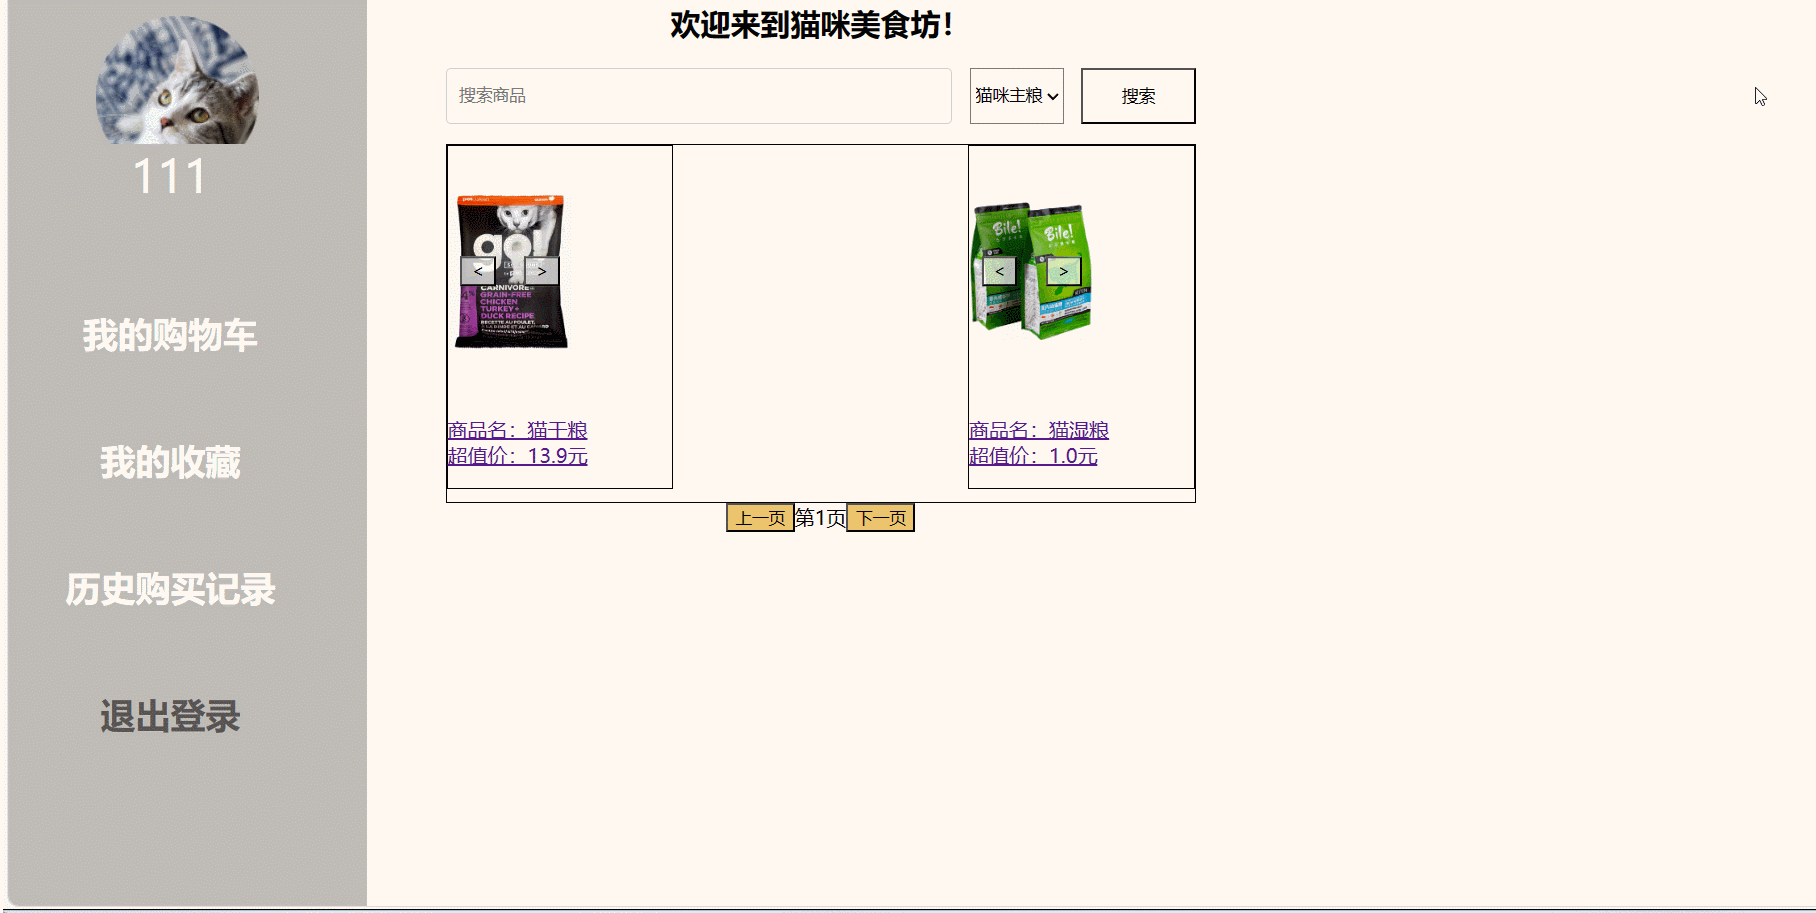 111
我的购物车
我的收藏
历史购买记录
退出登录
欢迎来到猫咪美食坊！
搜索商品
猫咪主粮
搜索
go!
CARNIVORE
GRAIN-FREE
CHICKEN
TURKEY+
DUCK RECIPE
<
>
商品名：猫干粮
超值价：13.9元
Bile!
Bile!
<
>
商品名：猫湿粮
超值价：1.0元
上一页第1页下一页